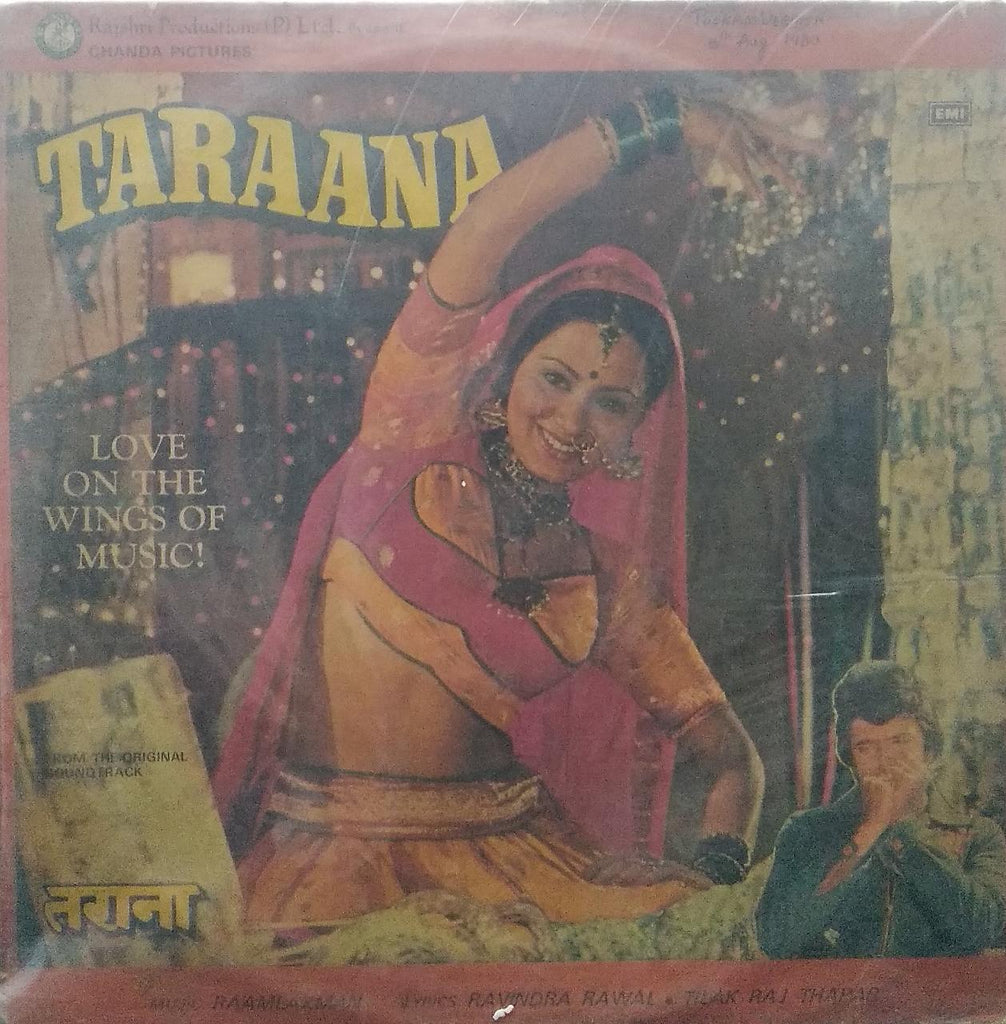 Rajshri Productions (P) Ltd. Present
CHANDA PICTURES
EMI
TARAANA
LOVE
ON THE
WINGS OF
MUSIC!
FROM THE ORIGINAL
SOUNDTRACK
तराना
MUSIC RAAMLAXMAN LYRICS RAVINDRA RAWAL • TILAK RAJ THAPAR